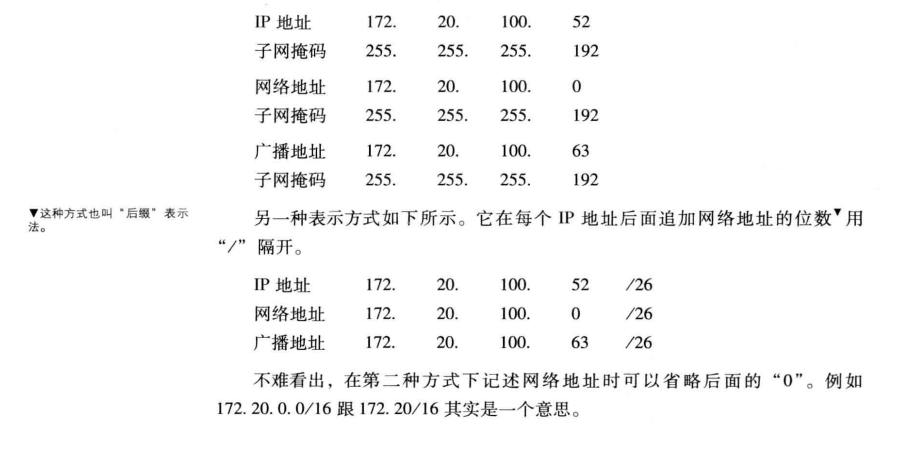 IP 地址 172. 20. 100. 52
子网掩码 255. 255. 255. 192
网络地址 172. 20. 100. 0
子网掩码 255. 255. 255. 192
广播地址 172. 20. 100. 63
子网掩码 255. 255. 255. 192
▼这种方式也叫“后缀”表示
法。
另一种表示方式如下所示。它在每个 IP 地址后面追加网络地址的位数▼用
“/”隔开。
IP 地址 172. 20. 100. 52 /26
网络地址 172. 20. 100. 0 /26
广播地址 172. 20. 100. 63 /26
不难看出，在第二种方式下记述网络地址时可以省略后面的“0”。例如
172. 20. 0. 0/16 跟 172. 20/16 其实是一个意思。